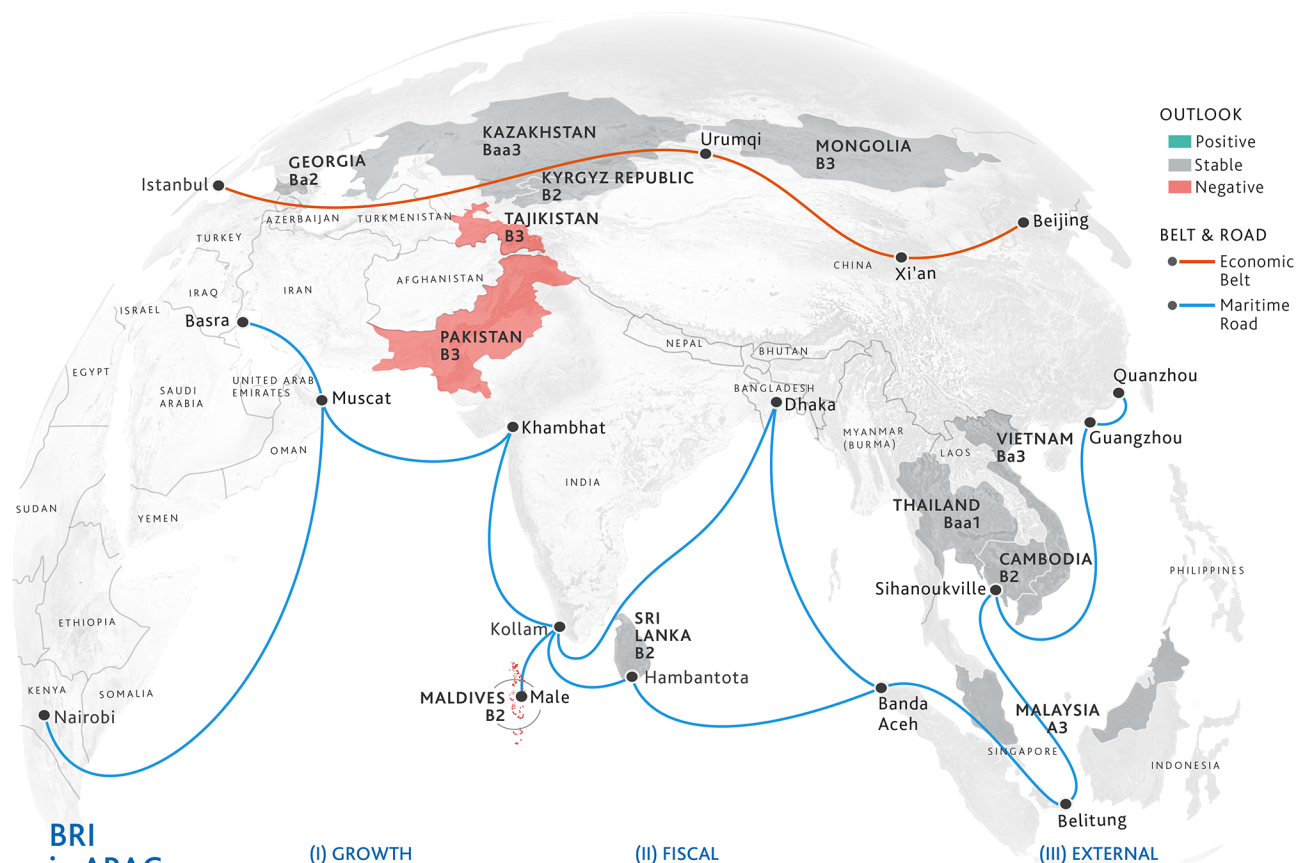 OUTLOOK
Positive
Stable
Negative
BELT & ROAD
Economic
Belt
Maritime
Road
KAZAKHSTAN
Baa3
Urumqi
MONGOLIA
B3
GEORGIA
Ba2
Istanbul
KYRGYZ REPUBLIC
B2
AZERBAIJAN
TURKMENISTAN
TAJIKISTAN
B3
Beijing
TURKEY
CHINA
Xi'an
AFGHANISTAN
IRAQ
IRAN
ISRAEL
Basra
PAKISTAN
B3
NEPAL
BHUTAN
EGYPT
SAUDI
ARABIA
UNITED ARAB
EMIRATES
Muscat
BANGLADESH
Dhaka
Quanzhou
Guangzhou
Khambhat
MYANMAR
(BURMA)
VIETNAM
Ba3
LAOS
OMAN
INDIA
SUDAN
YEMEN
THAILAND
Baa1
CAMBODIA
B2
PHILIPPINES
Sihanoukville
ETHIOPIA
Kollam
SRI
LANKA
B2
Hambantota
KENYA
SOMALIA
MALDIVES
B2
Male
Nairobi
Banda
Aceh
MALAYSIA
A3
SINGAPORE
INDONESIA
Belitung
BRI
in APAC
(I) GROWTH
(II) FISCAL
(III) EXTERNAL